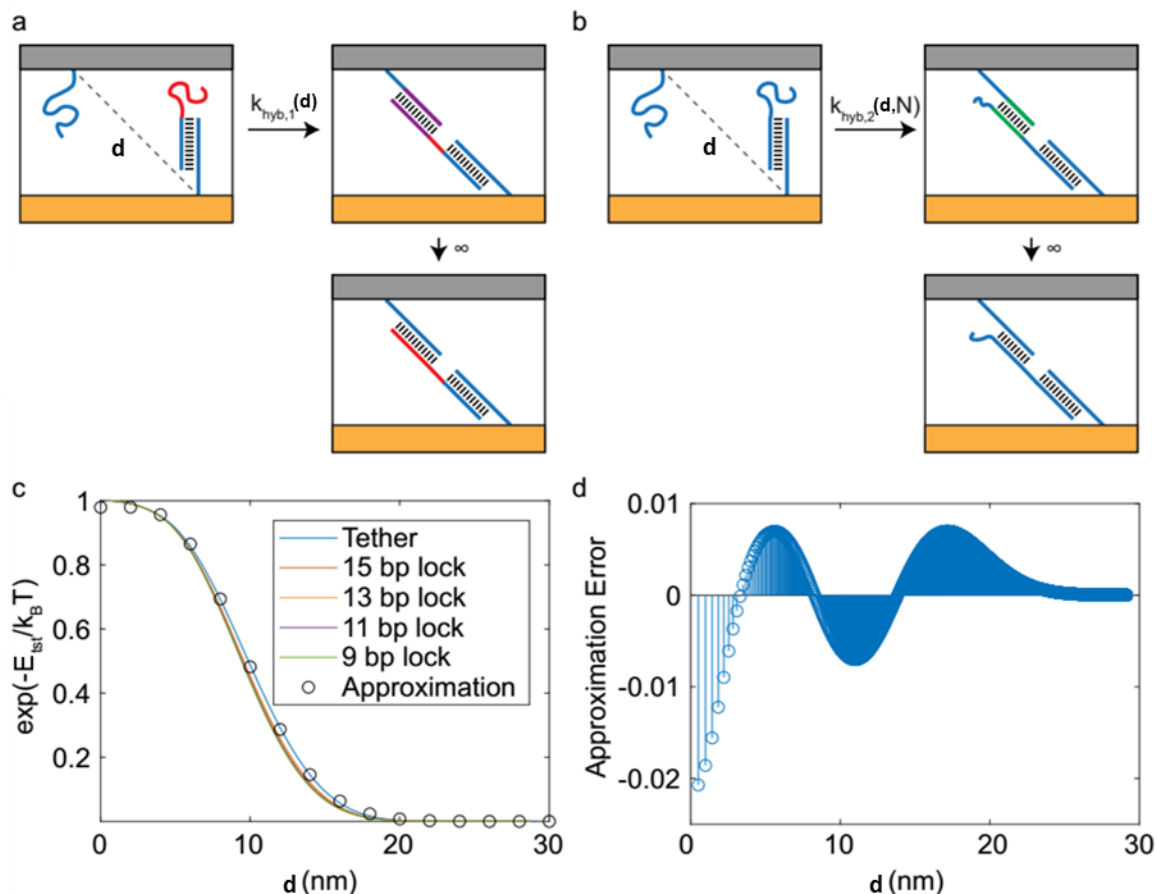 a
b
d
k_hyb,1(d)
d
k_hyb,2(d,N)
∞
∞
c
d
exp(-E_tst/k_BT)
1
0.8
0.6
0.4
0.2
Tether
15 bp lock
13 bp lock
11 bp lock
9 bp lock
Approximation
0
10
20
30
d (nm)
Approximation Error
0.01
0
-0.01
-0.02
0
10
20
30
d (nm)